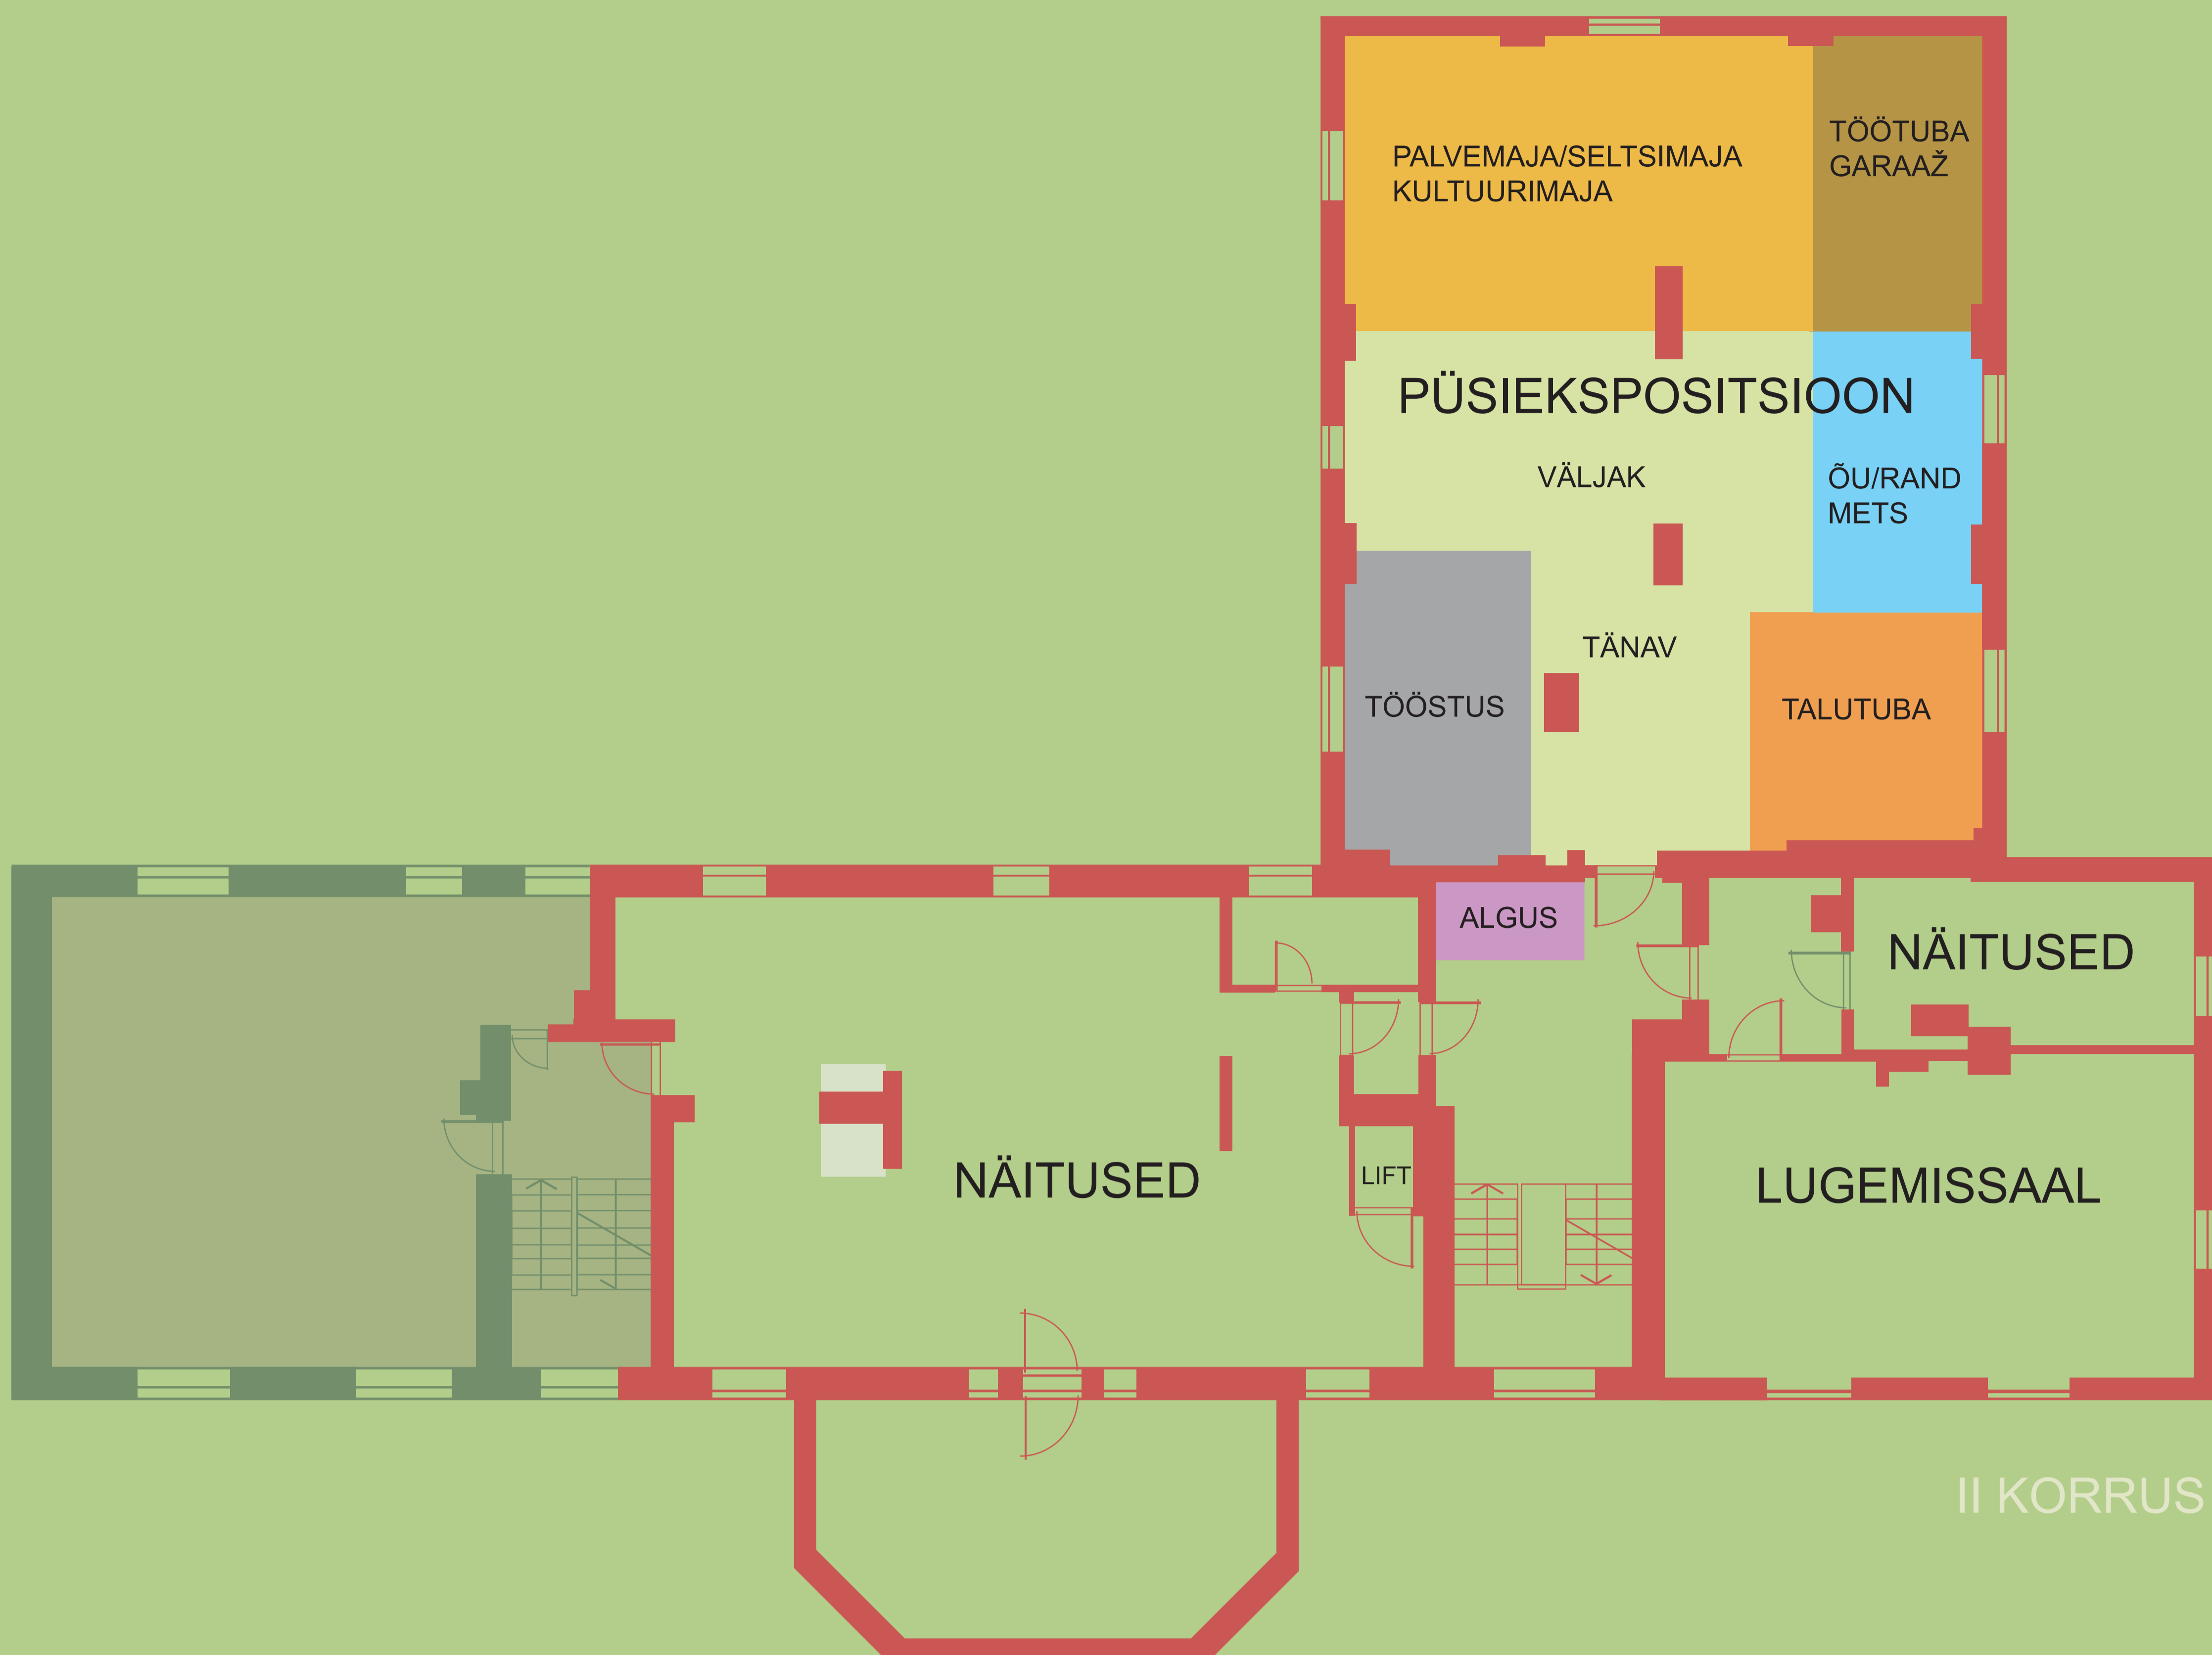 PALVEMAJA/SELTSIMAJA
KULTUURIMAJA
TÖÖTUBA
GARAAŽ
PÜSIEKSPOSITSIOON
VÄLJAK
ÕU/RAND
METS
TÄNAV
TÖÖSTUS
TALUTUBA
ALGUS
NÄITUSED
NÄITUSED
LIFT
LUGEMISSAAL
II KORRUS